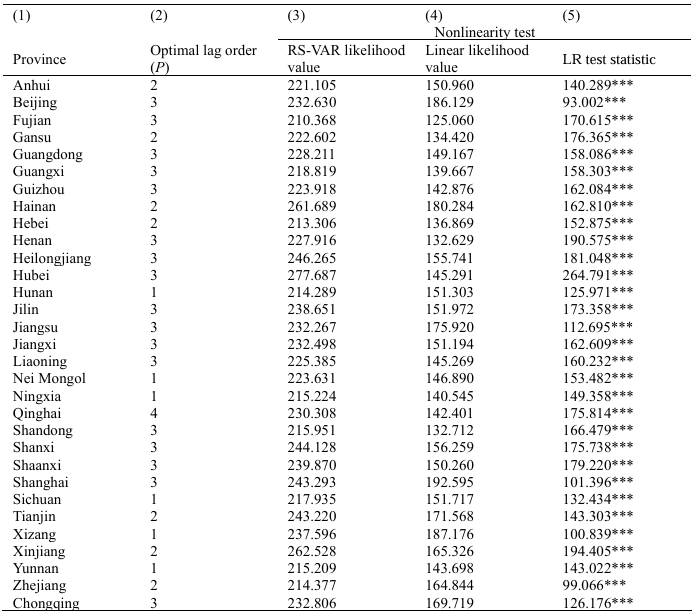 (1) (2) (3) (4) (5)
Nonlinearity test
Province Optimal lag order (P) RS-VAR likelihood value Linear likelihood value LR test statistic
Anhui 2 221.105 150.960 140.289***
Beijing 3 232.630 186.129 93.002***
Fujian 3 210.368 125.060 170.615***
Gansu 2 222.602 134.420 176.365***
Guangdong 3 228.211 149.167 158.086***
Guangxi 3 218.819 139.667 158.303***
Guizhou 3 223.918 142.876 162.084***
Hainan 2 261.689 180.284 162.810***
Hebei 2 213.306 136.869 152.875***
Henan 3 227.916 132.629 190.575***
Heilongjiang 3 246.265 155.741 181.048***
Hubei 3 277.687 145.291 264.791***
Hunan 1 214.289 151.303 125.971***
Jilin 3 238.651 151.972 173.358***
Jiangsu 3 232.267 175.920 112.695***
Jiangxi 3 232.498 151.194 162.609***
Liaoning 3 225.385 145.269 160.232***
Nei Mongol 1 223.631 146.890 153.482***
Ningxia 1 215.224 140.545 149.358***
Qinghai 4 230.308 142.401 175.814***
Shandong 3 215.951 132.712 166.479***
Shanxi 3 244.128 156.259 175.738***
Shaanxi 3 239.870 150.260 179.220***
Shanghai 3 243.293 192.595 101.396***
Sichuan 1 217.935 151.717 132.434***
Tianjin 2 243.220 171.568 143.303***
Xizang 1 237.596 187.176 100.839***
Xinjiang 2 262.528 165.326 194.405***
Yunnan 1 215.209 143.698 143.022***
Zhejiang 2 214.377 164.844 99.066***
Chongqing 3 232.806 169.719 126.176***